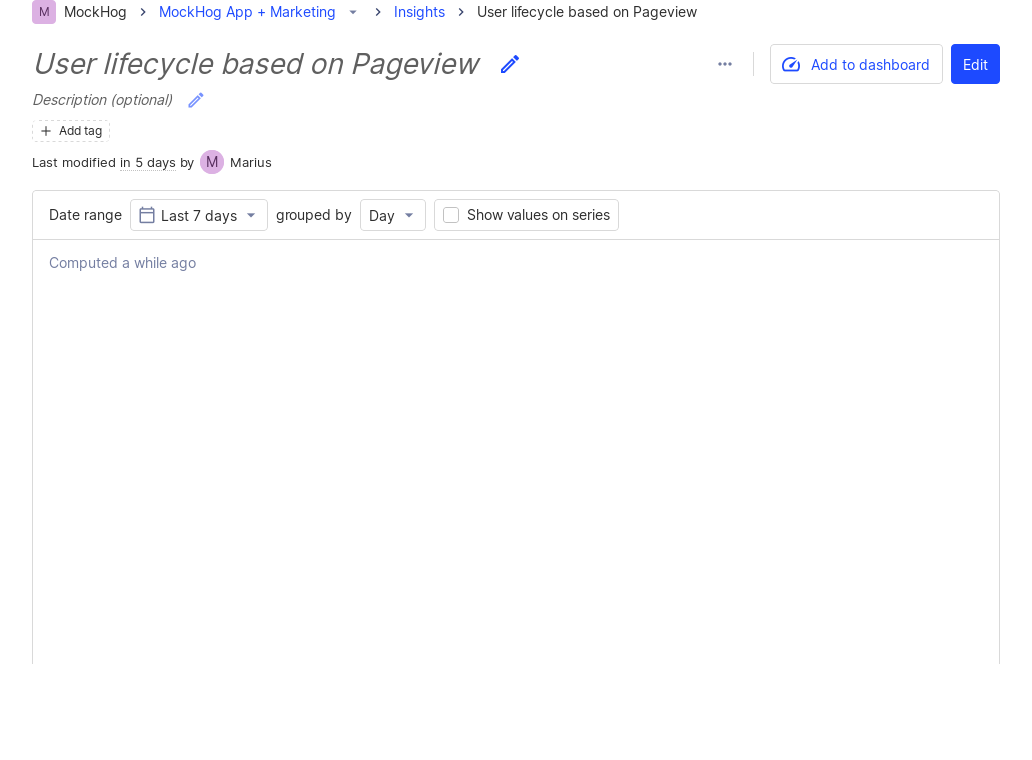 M MockHog MockHog App + Marketing Insights User lifecycle based on Pageview
User lifecycle based on Pageview
Add to dashboard Edit
Description (optional)
Add tag
Last modified in 5 days by M Marius
Date range Last 7 days grouped by Day Show values on series
Computed a while ago